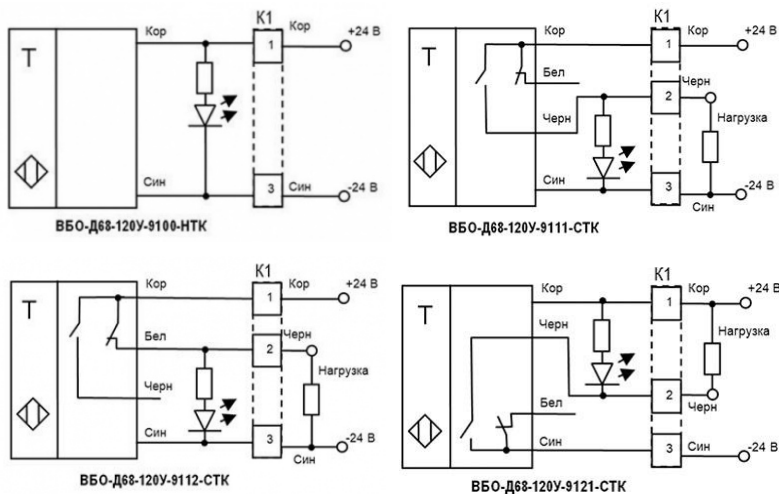 К1
Кор
1
Кор
+24 В
T
Син
3
Син
-24 В
ВБО-Д68-120У-9100-НТК
К1
Кор
1
Кор
+24 В
T
Бел
Черн
2
Черн
Нагрузка
Син
3
-24 В
Син
ВБО-Д68-120У-9111-СТК
К1
Кор
1
Кор
+24 В
T
Бел
2
Черн
Черн
Нагрузка
Син
3
-24 В
Син
ВБО-Д68-120У-9112-СТК
К1
Кор
1
Кор
+24 В
T
Черн
Нагрузка
2
Черн
Бел
Син
3
Син
-24 В
ВБО-Д68-120У-9121-СТК